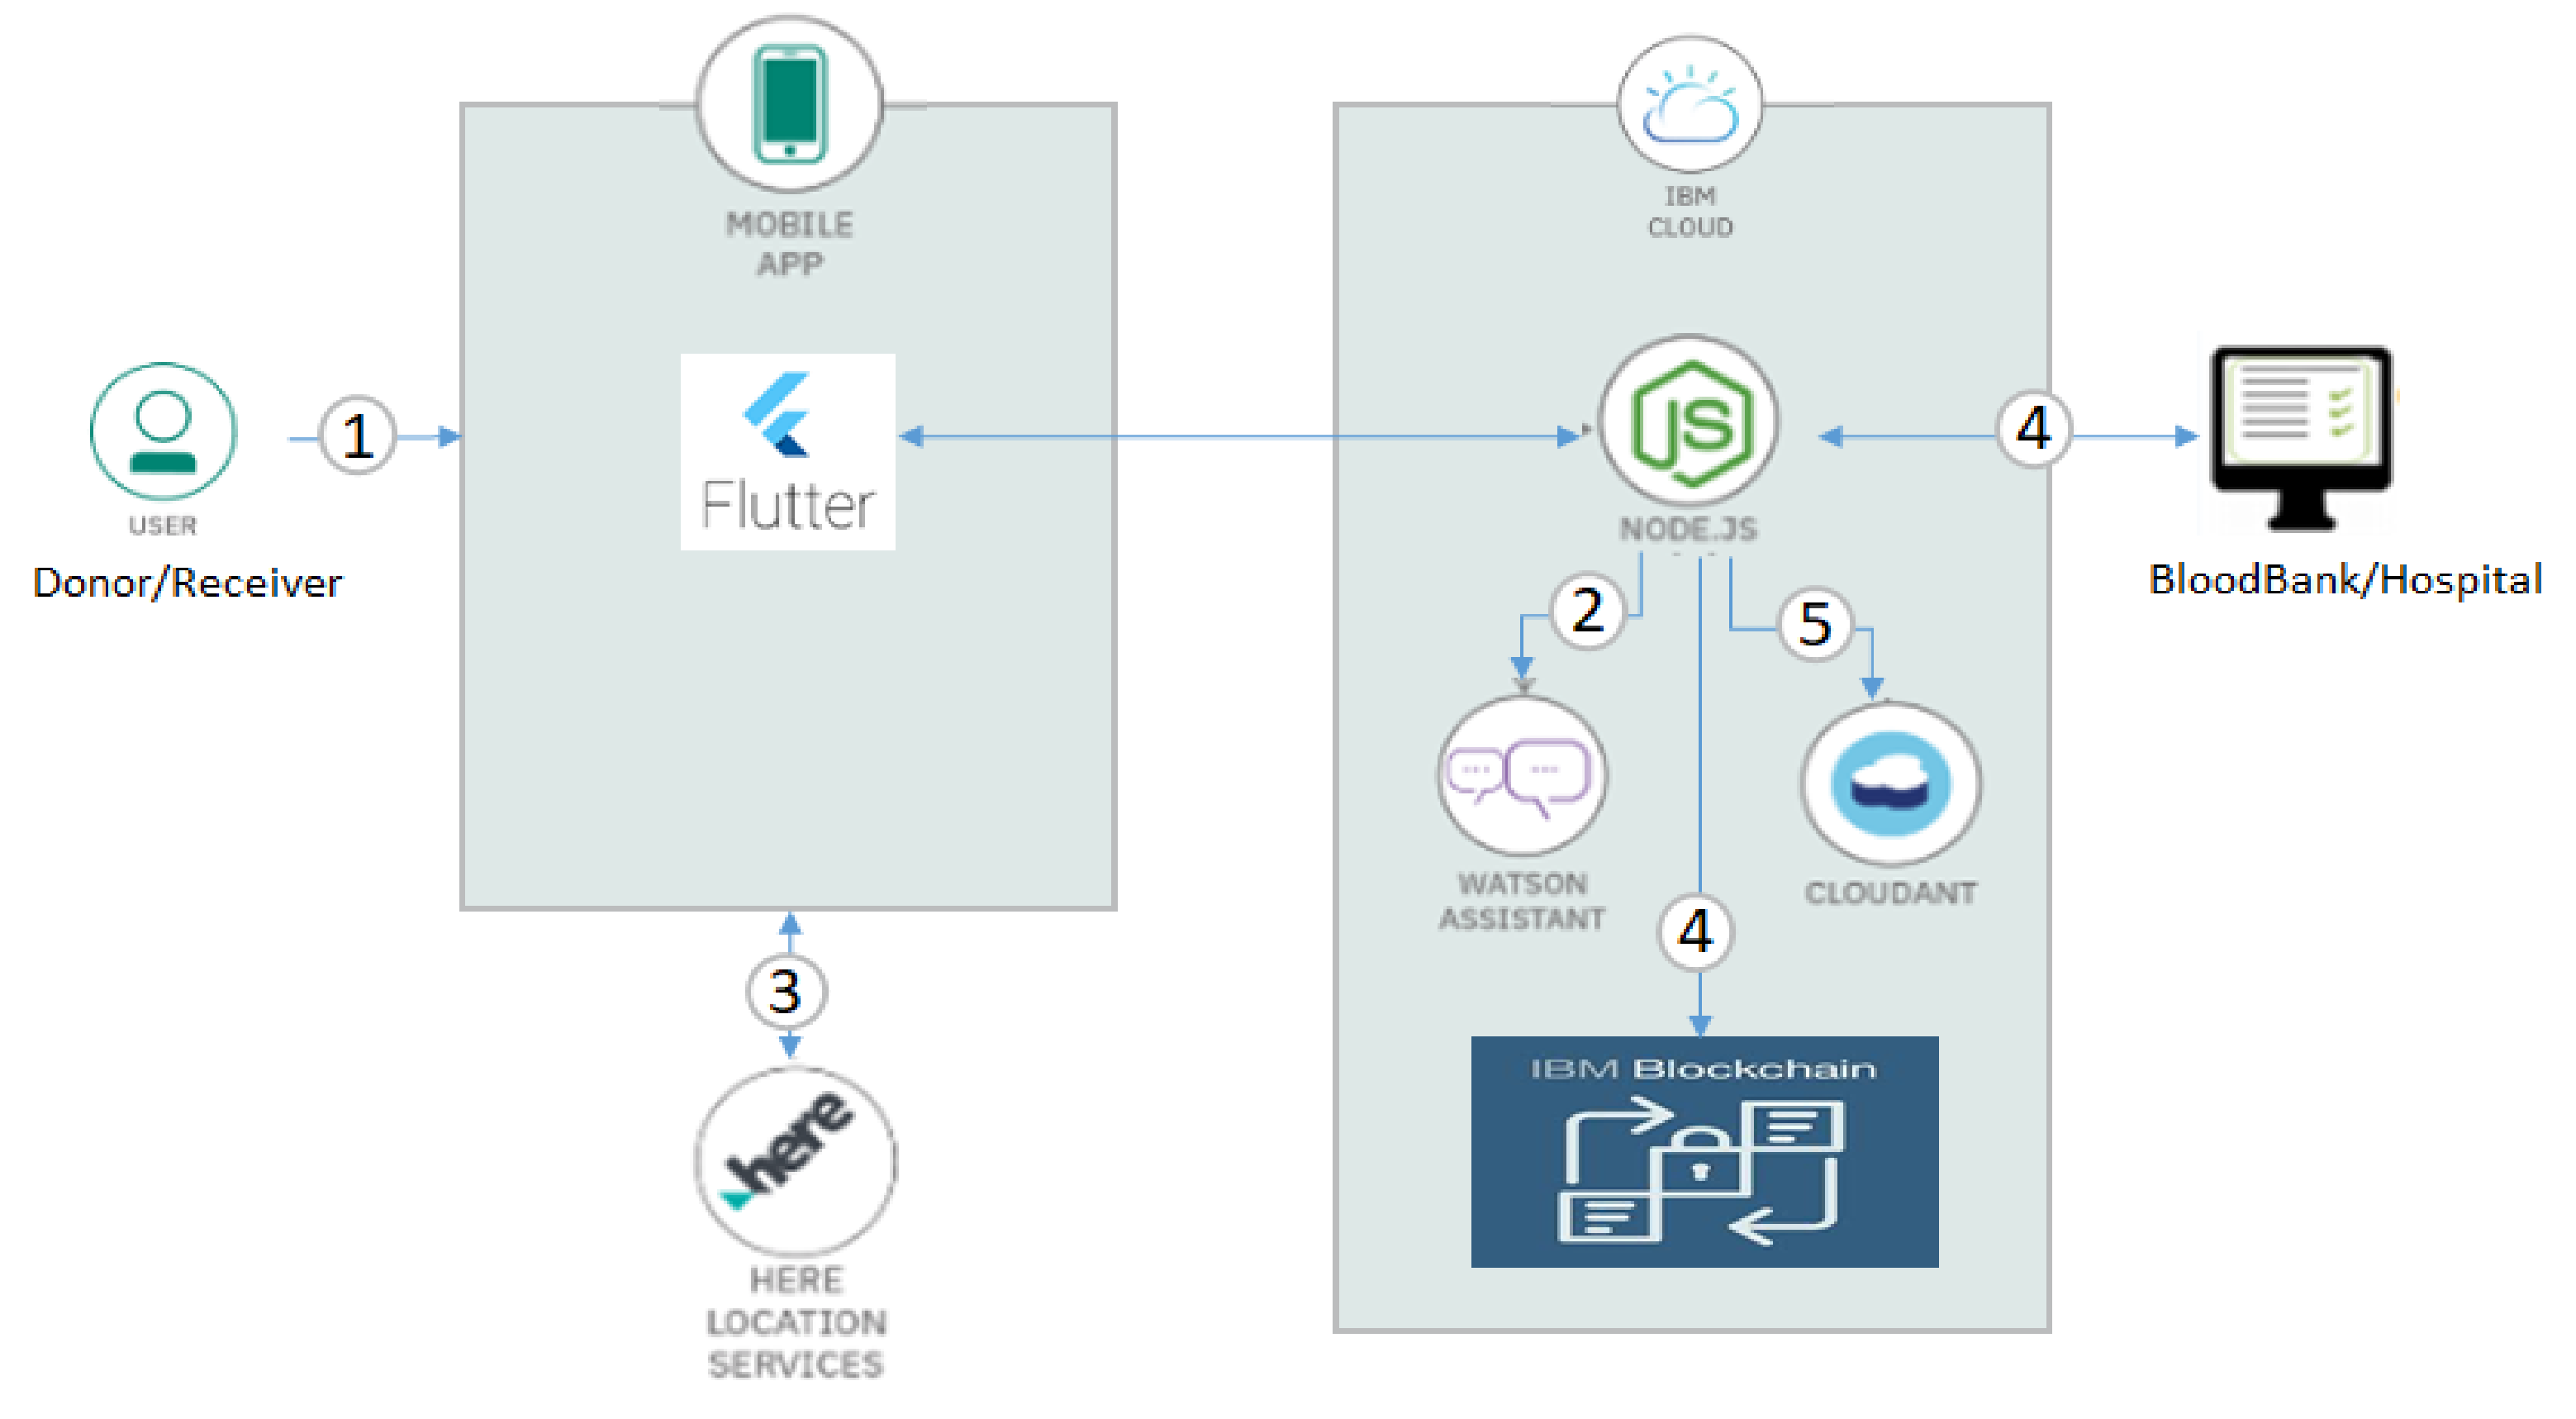 MOBILE
APP
IBM
CLOUD
USER
Donor/Receiver
1
Flutter
JS
NODE.JS
4
BloodBank/Hospital
2
5
WATSON
ASSISTANT
CLOUDANT
4
3
here
HERE
LOCATION
SERVICES
IBM Blockchain